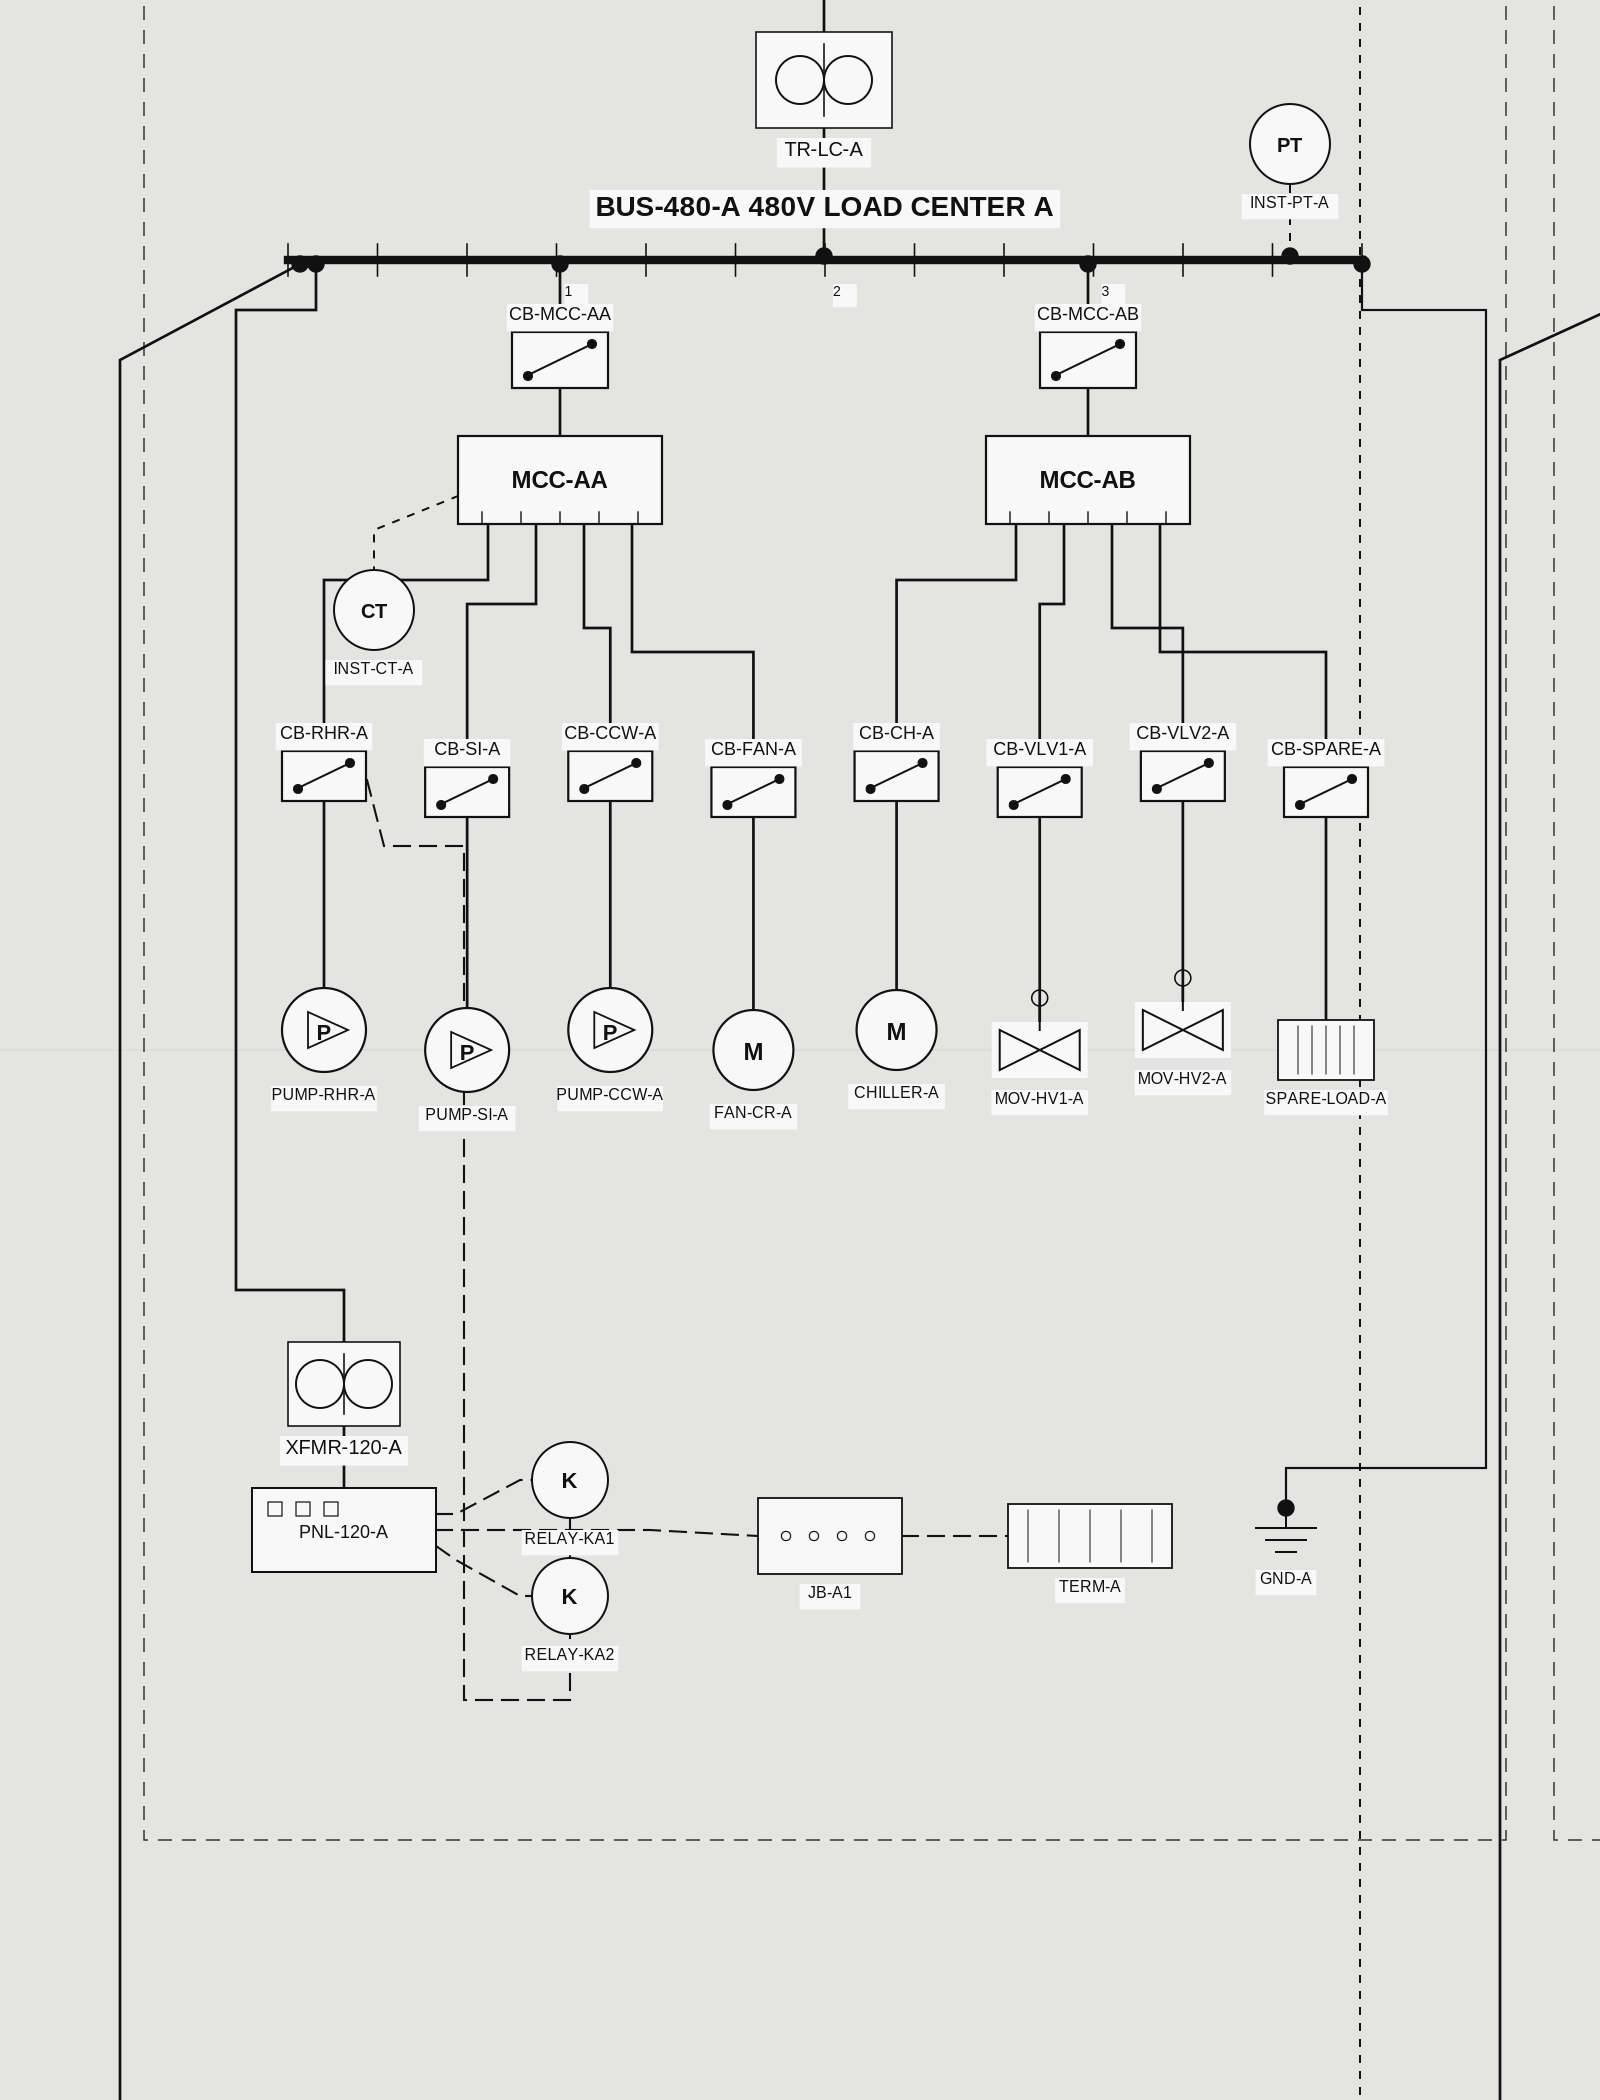 TR-LC-A
PT
INST-PT-A
BUS-480-A 480V LOAD CENTER A
1
2
3
CB-MCC-AA
CB-MCC-AB
MCC-AA
MCC-AB
CT
INST-CT-A
CB-RHR-A
CB-SI-A
CB-CCW-A
CB-FAN-A
CB-CH-A
CB-VLV1-A
CB-VLV2-A
CB-SPARE-A
P
P
P
M
M
PUMP-RHR-A
PUMP-SI-A
PUMP-CCW-A
FAN-CR-A
CHILLER-A
MOV-HV1-A
MOV-HV2-A
SPARE-LOAD-A
XFMR-120-A
PNL-120-A
K
RELAY-KA1
K
RELAY-KA2
JB-A1
TERM-A
GND-A